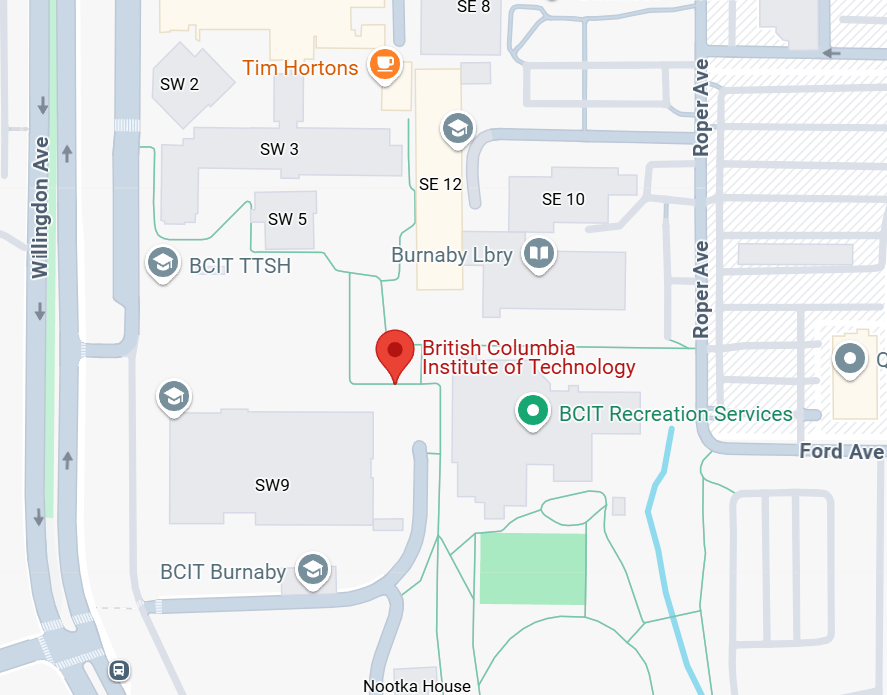 SE 8
Tim Hortons
SW 2
Roper Ave
Willingdon Ave
SW 3
SE 12
SE 10
SW 5
Burnaby Lbry
BCIT TTSH
Roper Ave
British Columbia
Institute of Technology
Q
BCIT Recreation Services
Ford Ave
SW9
BCIT Burnaby
Nootka House